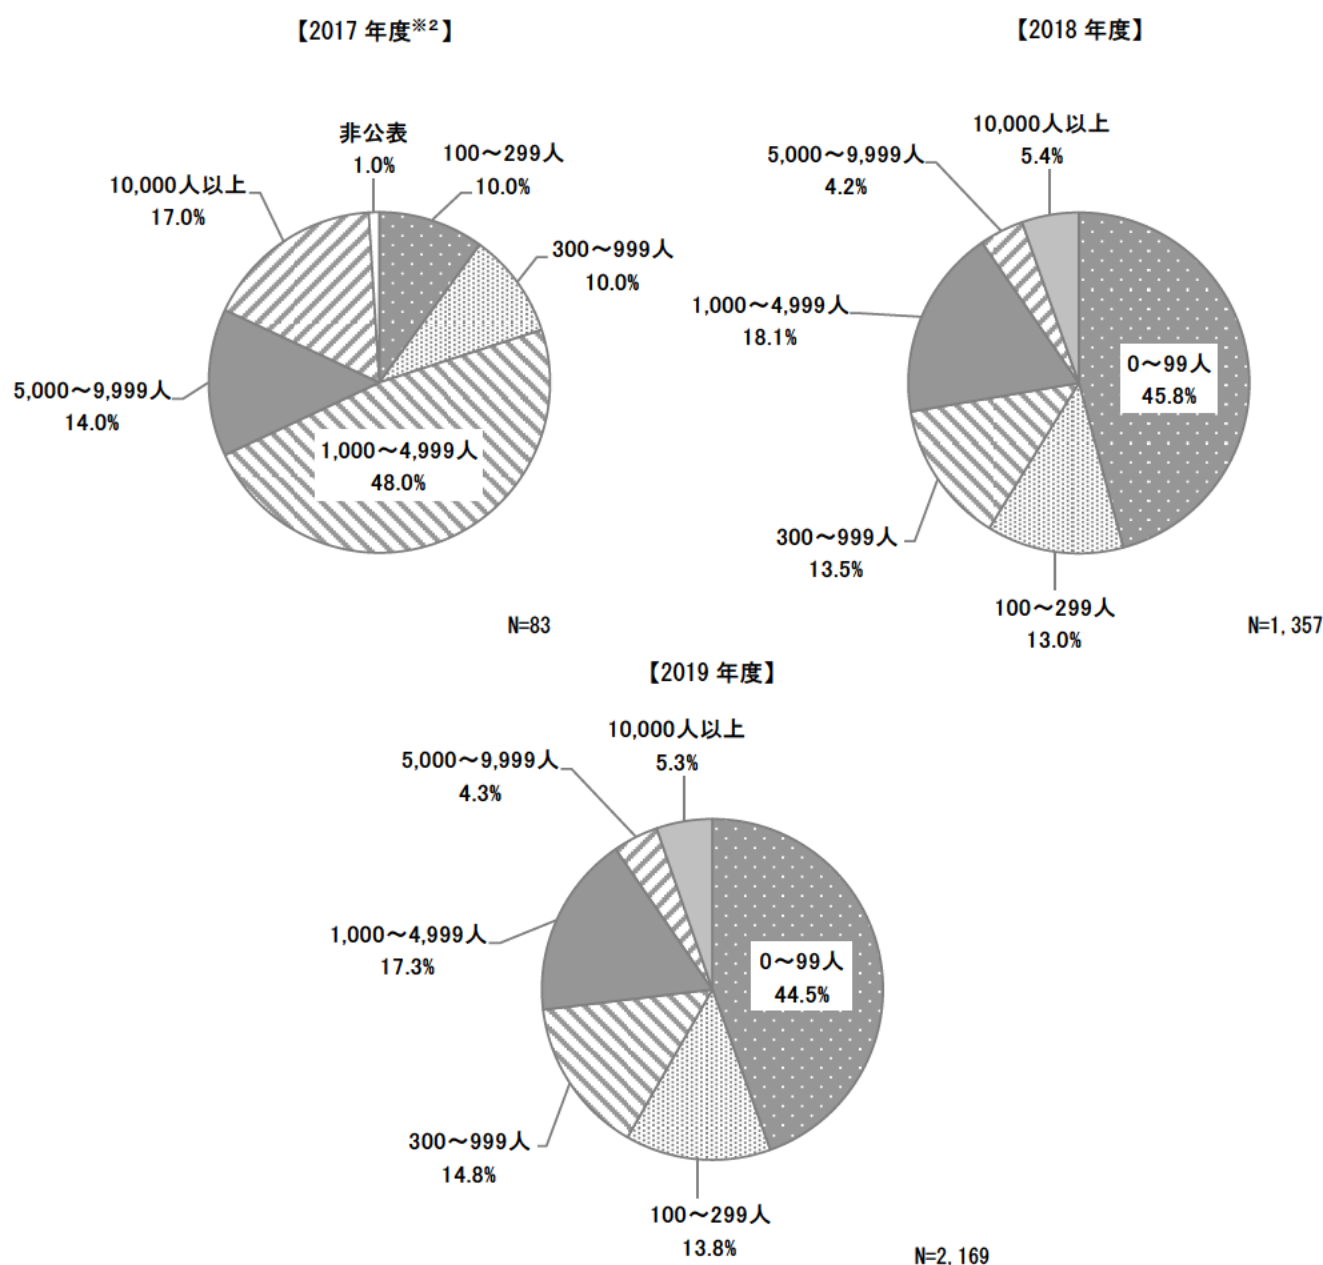 【2017 年度※2】
非公表
1.0%
100～299人
10.0%
300～999人
10.0%
1,000～4,999人
48.0%
5,000～9,999人
14.0%
10,000人以上
17.0%
N=83
【2018 年度】
10,000人以上
5.4%
5,000～9,999人
4.2%
1,000～4,999人
18.1%
0～99人
45.8%
300～999人
13.5%
100～299人
13.0%
N=1,357
【2019 年度】
10,000人以上
5.3%
5,000～9,999人
4.3%
1,000～4,999人
17.3%
0～99人
44.5%
300～999人
14.8%
100～299人
13.8%
N=2,169